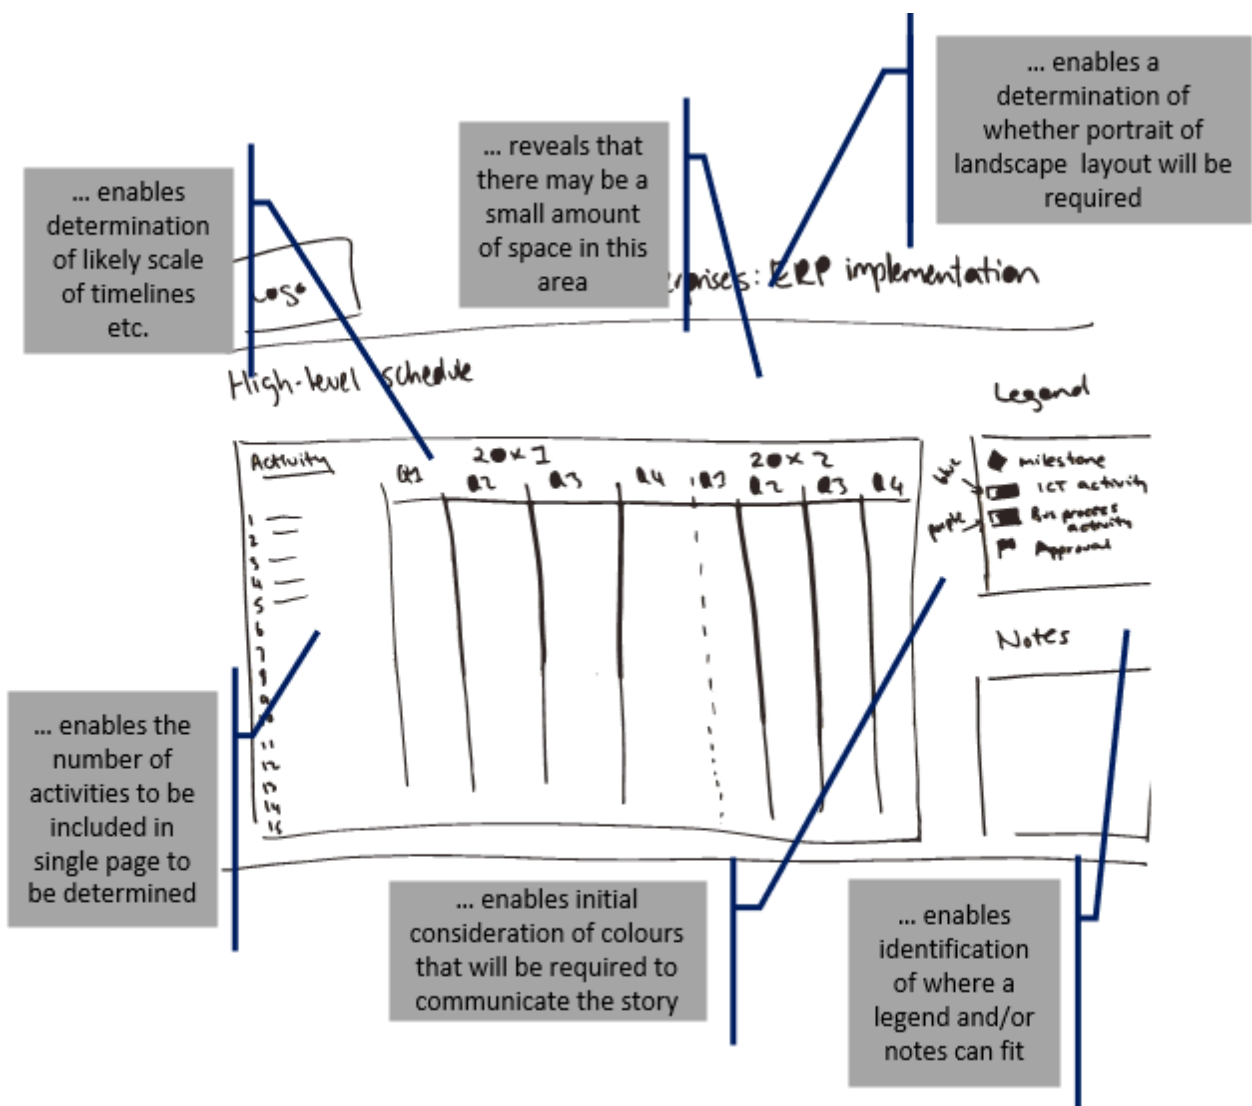 ... enables a
determination of
whether portrait of
landscape layout will be
required
... reveals that
there may be a
small amount
of space in this
area
... enables
determination
of likely scale
of timelines
etc.
Logo
erprises: ERP implementation
High-level schedule
Legend
Activity
20x1
20x2
Q1 Q2 Q3 Q4 Q1 Q2 Q3 Q4
blue
purple
milestone
ICT activity
Bus process
activity
Approval
1
2
3
4
5
6
7
8
9
10
11
12
13
14
15
Notes
... enables the
number of
activities to be
included in
single page to
be determined
... enables initial
consideration of colours
that will be required to
communicate the story
... enables
identification
of where a
legend and/or
notes can fit